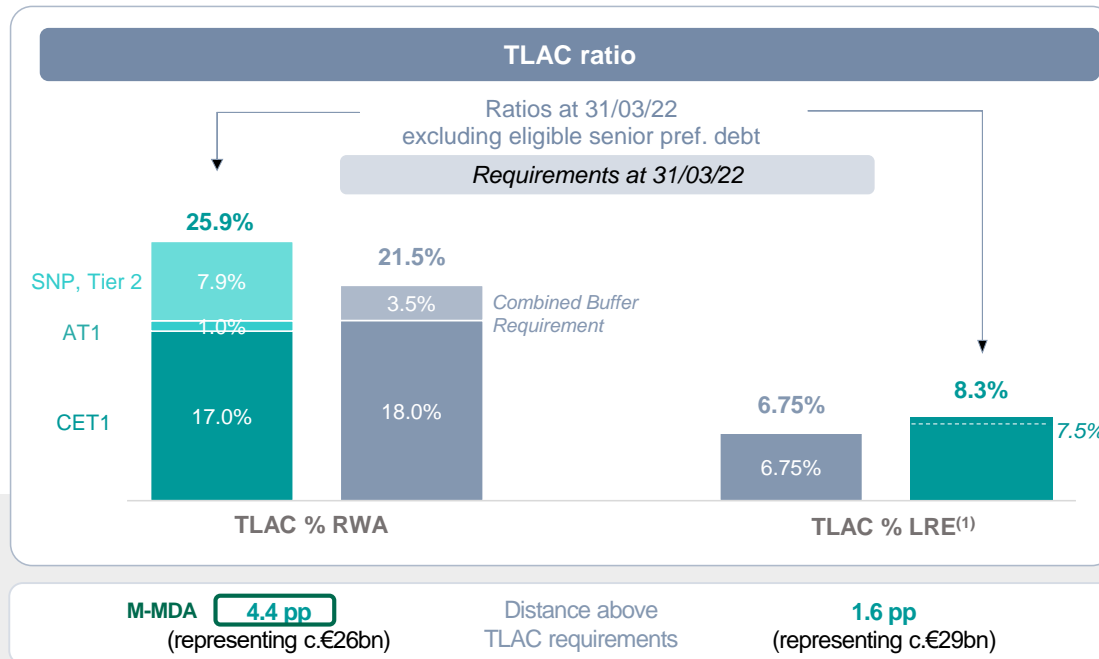 TLAC ratio
Ratios at 31/03/22
excluding eligible senior pref. debt
Requirements at 31/03/22
25.9%
21.5%
SNP, Tier 2
7.9%
3.5%
Combined Buffer
Requirement
AT1
1.0%
CET1
17.0%
18.0%
6.75%
8.3%
7.5%
6.75%
TLAC % RWA
TLAC % LRE(1)
M-MDA
4.4 pp
(representing c.€26bn)
Distance above
TLAC requirements
1.6 pp
(representing c.€29bn)